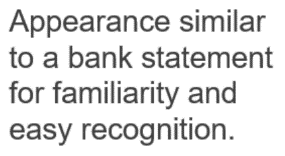 Appearance similar
to a bank statement
for familiarity and
easy recognition.